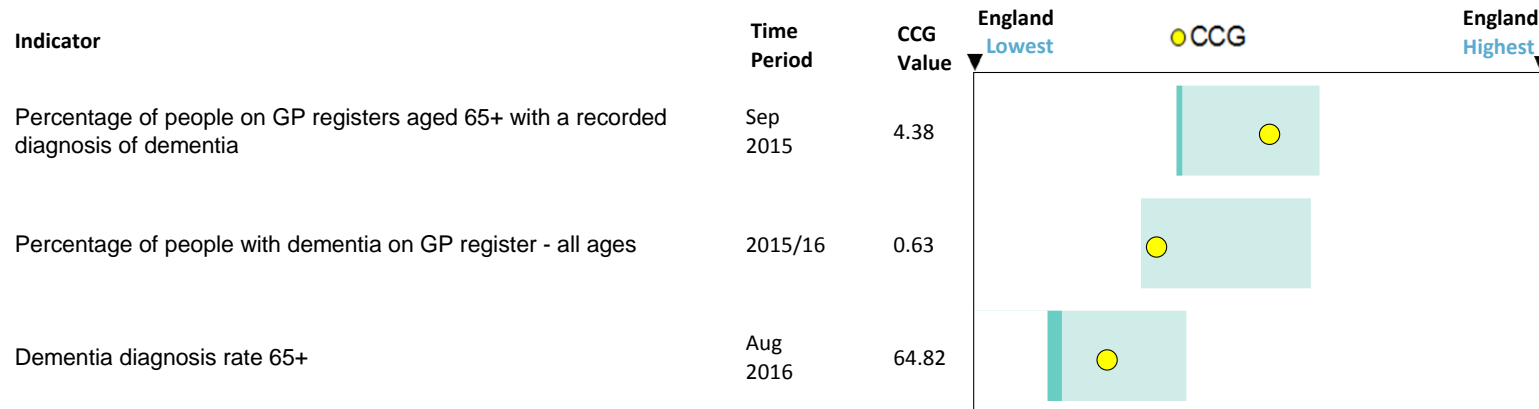 Indicator
Time
Period
CCG
Value
England
Lowest
CCG
England
Highest
Percentage of people on GP registers aged 65+ with a recorded
diagnosis of dementia
Sep
2015
4.38
Percentage of people with dementia on GP register - all ages
2015/16
0.63
Dementia diagnosis rate 65+
Aug
2016
64.82